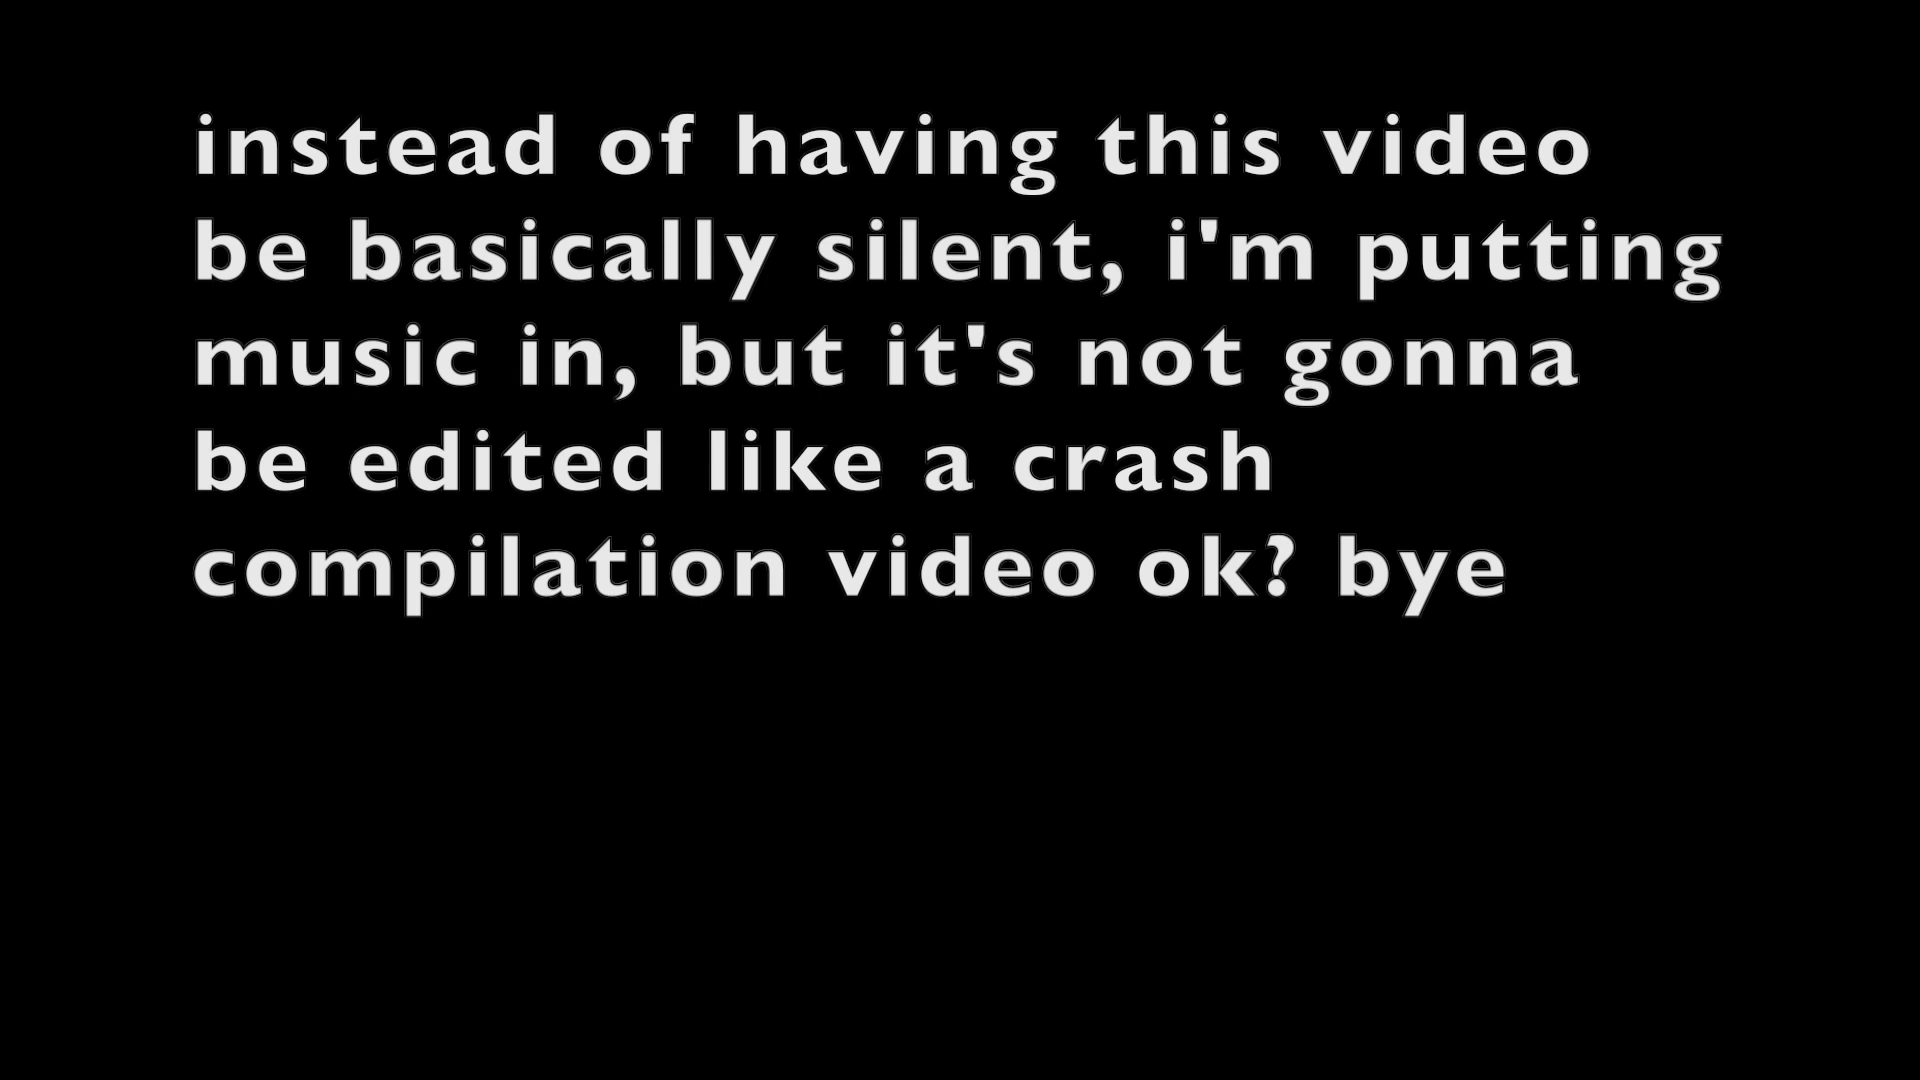 instead of having this video
be basically silent, i'm putting
music in, but it's not gonna
be edited like a crash
compilation video ok? bye